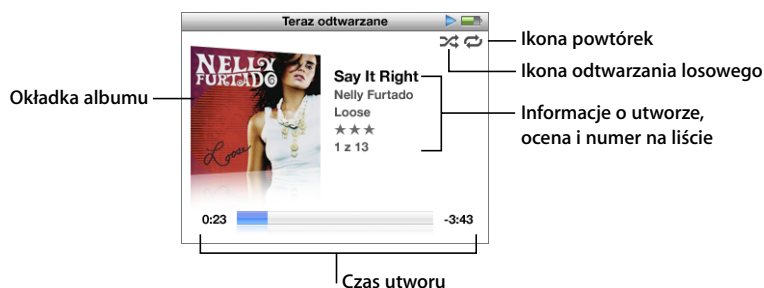 Teraz odtwarzane
Ikona powtórek
Ikona odtwarzania losowego
Okładka albumu
NELLY
FURTADO
Loose
Say It Right
Nelly Furtado
Loose
★★★
1 z 13
Informacje o utworze,
ocena i numer na liście
0:23
-3:43
Czas utworu